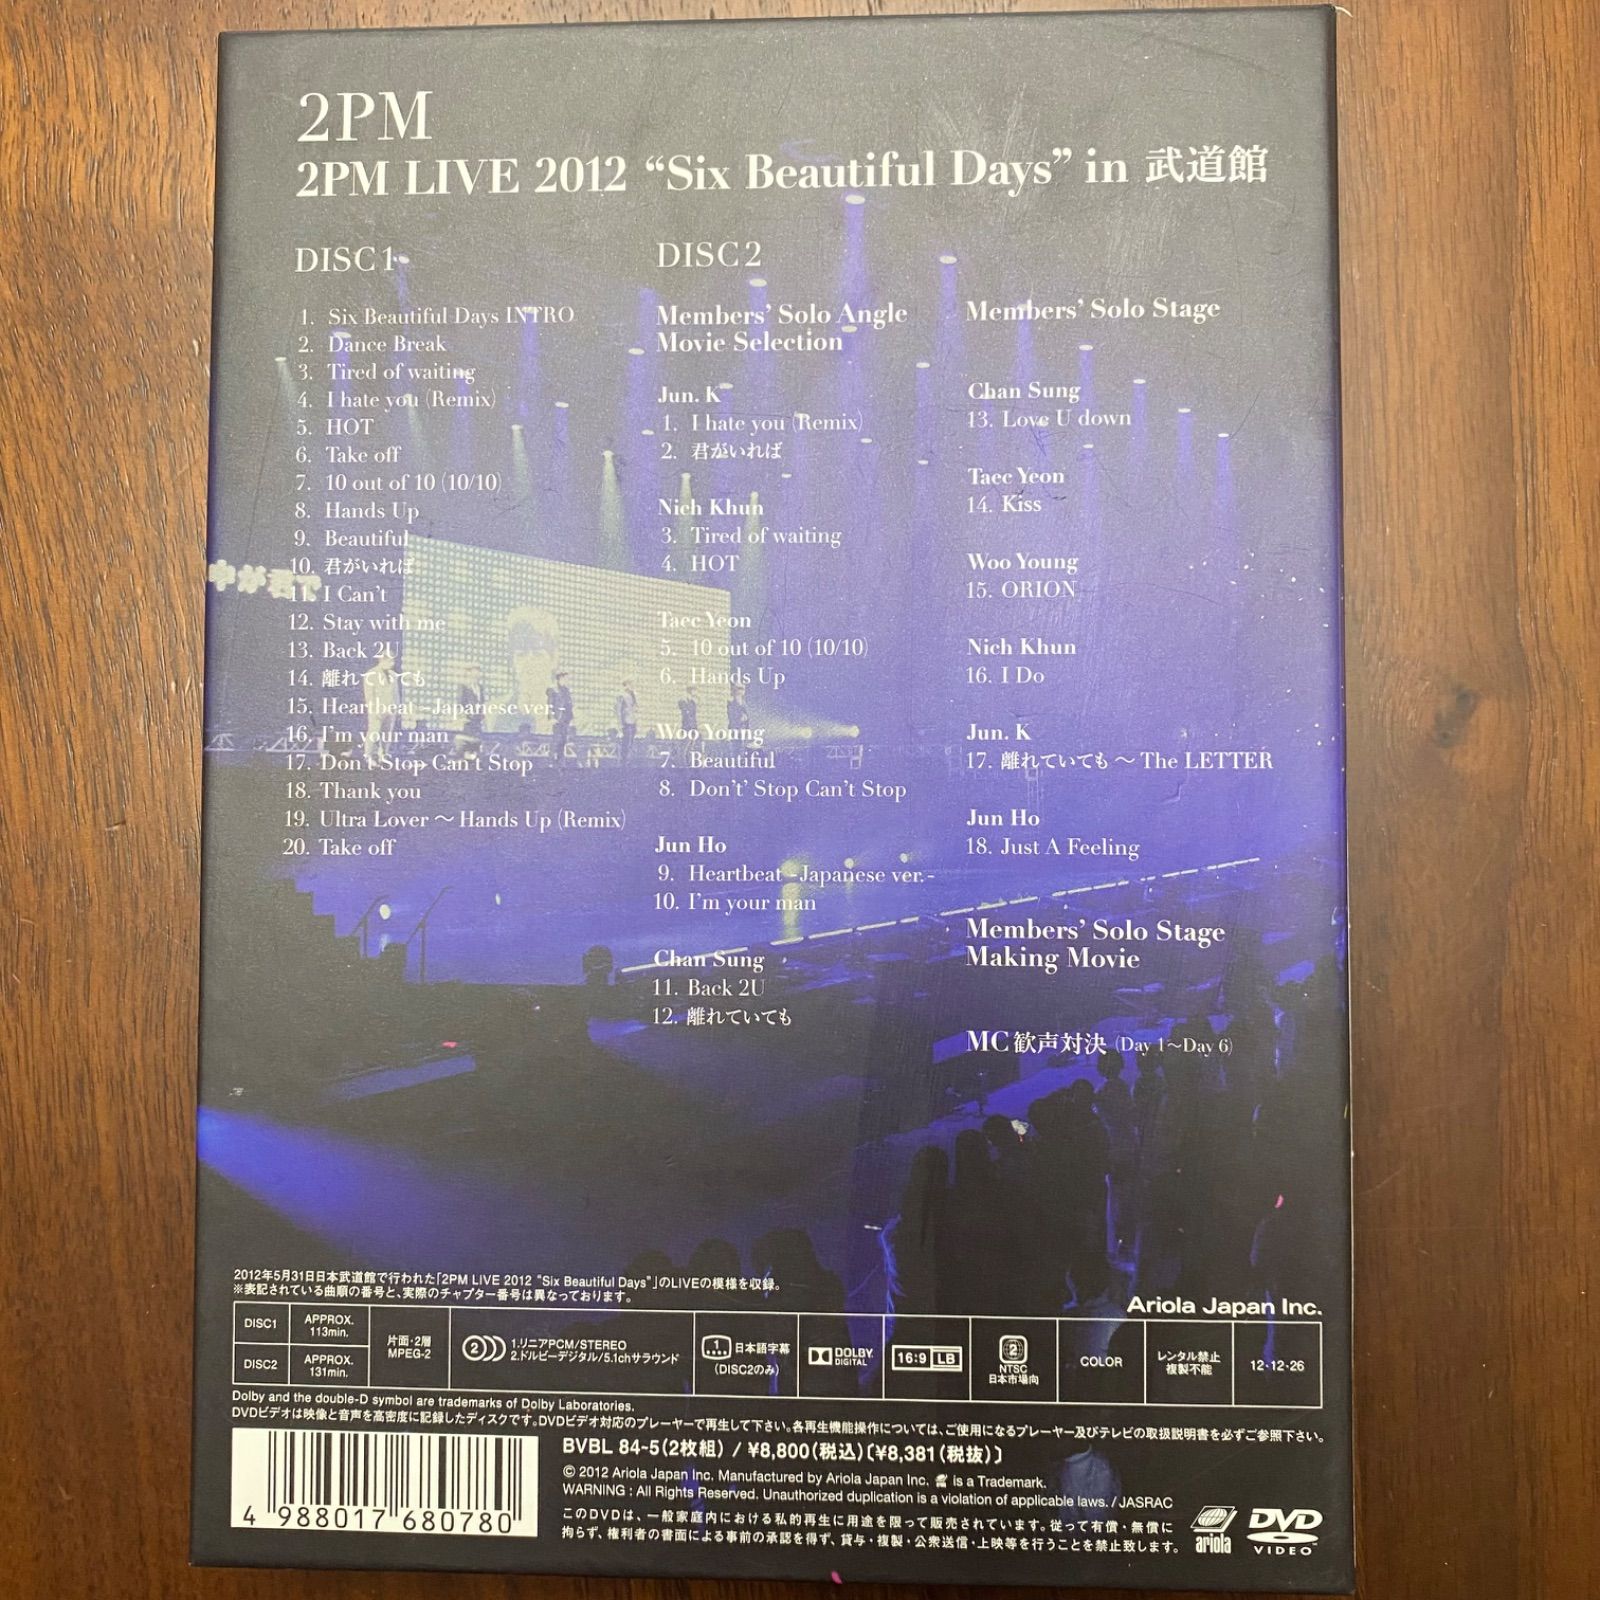 2PM
2PM LIVE 2012 “Six Beautiful Days” in 武道館
DISC 1
1. Six Beautiful Days INTRO
2. Dance Break
3. Tired of waiting
4. I hate you (Remix)
5. HOT
6. Take off
7. 10 out of 10 (10/10)
8. Hands Up
9. Beautiful
10. 君がいれば
11. I Can't
12. Stay with me
13. Back 2U
14. 離れていても
15. Heartbeat -Japanese ver.-
16. I'm your man
17. Don't Stop Can't Stop
18. Thank you
19. Ultra Lover ～ Hands Up (Remix)
20. Take off
DISC 2
Members' Solo Angle
Movie Selection
Jun. K
1. I hate you (Remix)
2. 君がいれば
Nich Khun
3. Tired of waiting
4. HOT
Taec Yeon
5. 10 out of 10 (10/10)
6. Hands Up
Woo Young
7. Beautiful
8. Don't' Stop Can't Stop
Jun Ho
9. Heartbeat -Japanese ver.-
10. I'm your man
Chan Sung
11. Back 2U
12. 離れていても
Members' Solo Stage
Chan Sung
13. Love U down
Taec Yeon
14. Kiss
Woo Young
15. ORION
Nich Khun
16. I Do
Jun. K
17. 離れていても ～ The LETTER
Jun Ho
18. Just A Feeling
Members' Solo Stage
Making Movie
MC 歓声対決 (Day 1～Day 6)
2012年5月31日日本武道館で行われた「2PM LIVE 2012 “Six Beautiful Days”」のLIVEの模様を収録。
※表記されている曲順の番号と、実際のチャプター番号は異なっております。
Ariola Japan Inc.
DISC1 APPROX. 113min.
DISC2 APPROX. 131min.
片面・2層
MPEG-2
2 1.リニアPCM/STEREO
2.ドルビーデジタル/5.1chサラウンド
1 日本語字幕
(DISC2のみ)
DOLBY DIGITAL
16:9 LB
2
NTSC
日本市場向
COLOR
レンタル禁止
複製不能
12・12・26
Dolby and the double-D symbol are trademarks of Dolby Laboratories.
DVDビデオは映像と音声を高密度に記録したディスクです。DVDビデオ対応のプレーヤーで再生して下さい。各再生機能操作については、ご使用になるプレーヤー及びテレビの取扱説明書を必ずご参照下さい。
BVBL 84~5(2枚組) / ¥8,800(税込)〔¥8,381(税抜)〕
© 2012 Ariola Japan Inc. Manufactured by Ariola Japan Inc. is a Trademark.
WARNING : All Rights Reserved. Unauthorized duplication is a violation of applicable laws. / JASRAC
このDVDは、一般家庭内における私的再生に用途を限って販売されています。従って有償・無償に
拘らず、権利者の書面による事前の承認を得ず、貸与・複製・公衆送信・上映等を行うことを禁止致します。
4 988017 680780
ariola
DVD
VIDEO